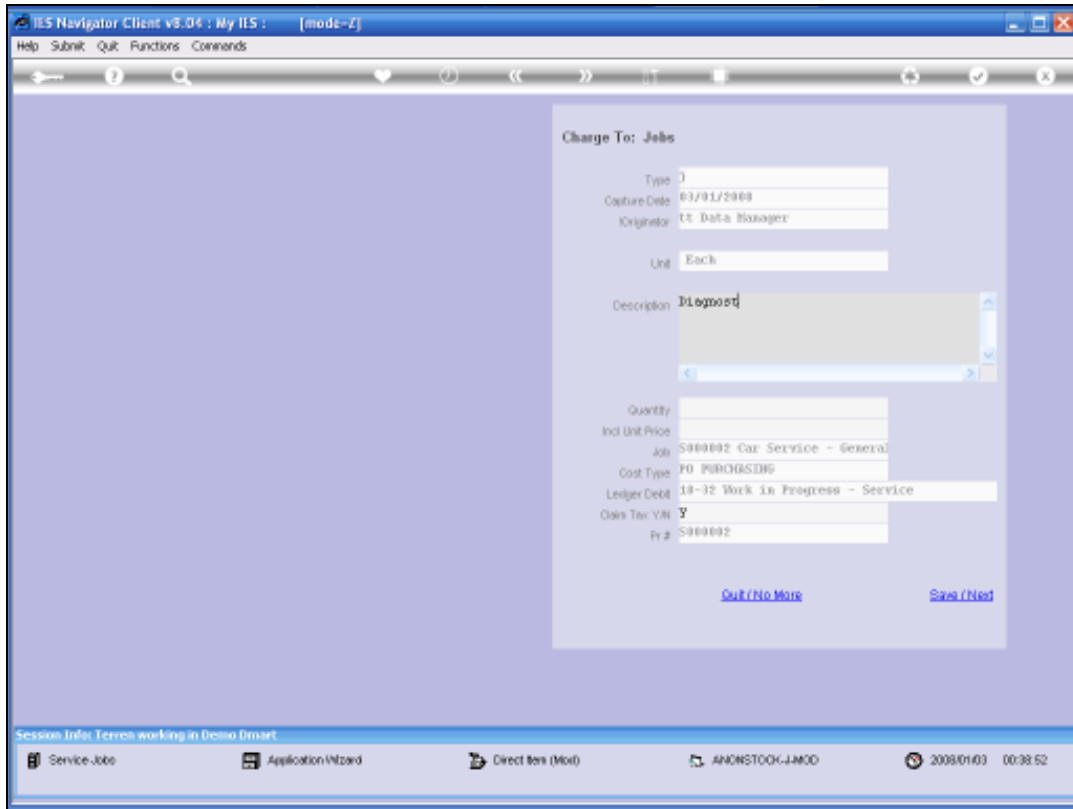 IES Navigator Client v8.04 : My IES : [mode=Z]
Help Submit Quit Functions Commands
Charge To: Jobs
Type J
Capture Date 03/01/2008
!Originator tt Data Manager
Unit Each
Description Diagnost
Quantity
Incl Unit Price
Job S000002 Car Service - General
Cost Type PO PURCHASING
Ledger Debit 18-32 Work in Progress - Service
Claim Tax Y/N Y
Pr # S000002
Quit / No More Save / Next
Session Info: Terren working in Demo Dmart
Service Jobs Application Wizard Direct Item (Mod) ANONSTOCK-J-MOD 2008/01/03 00:38:52